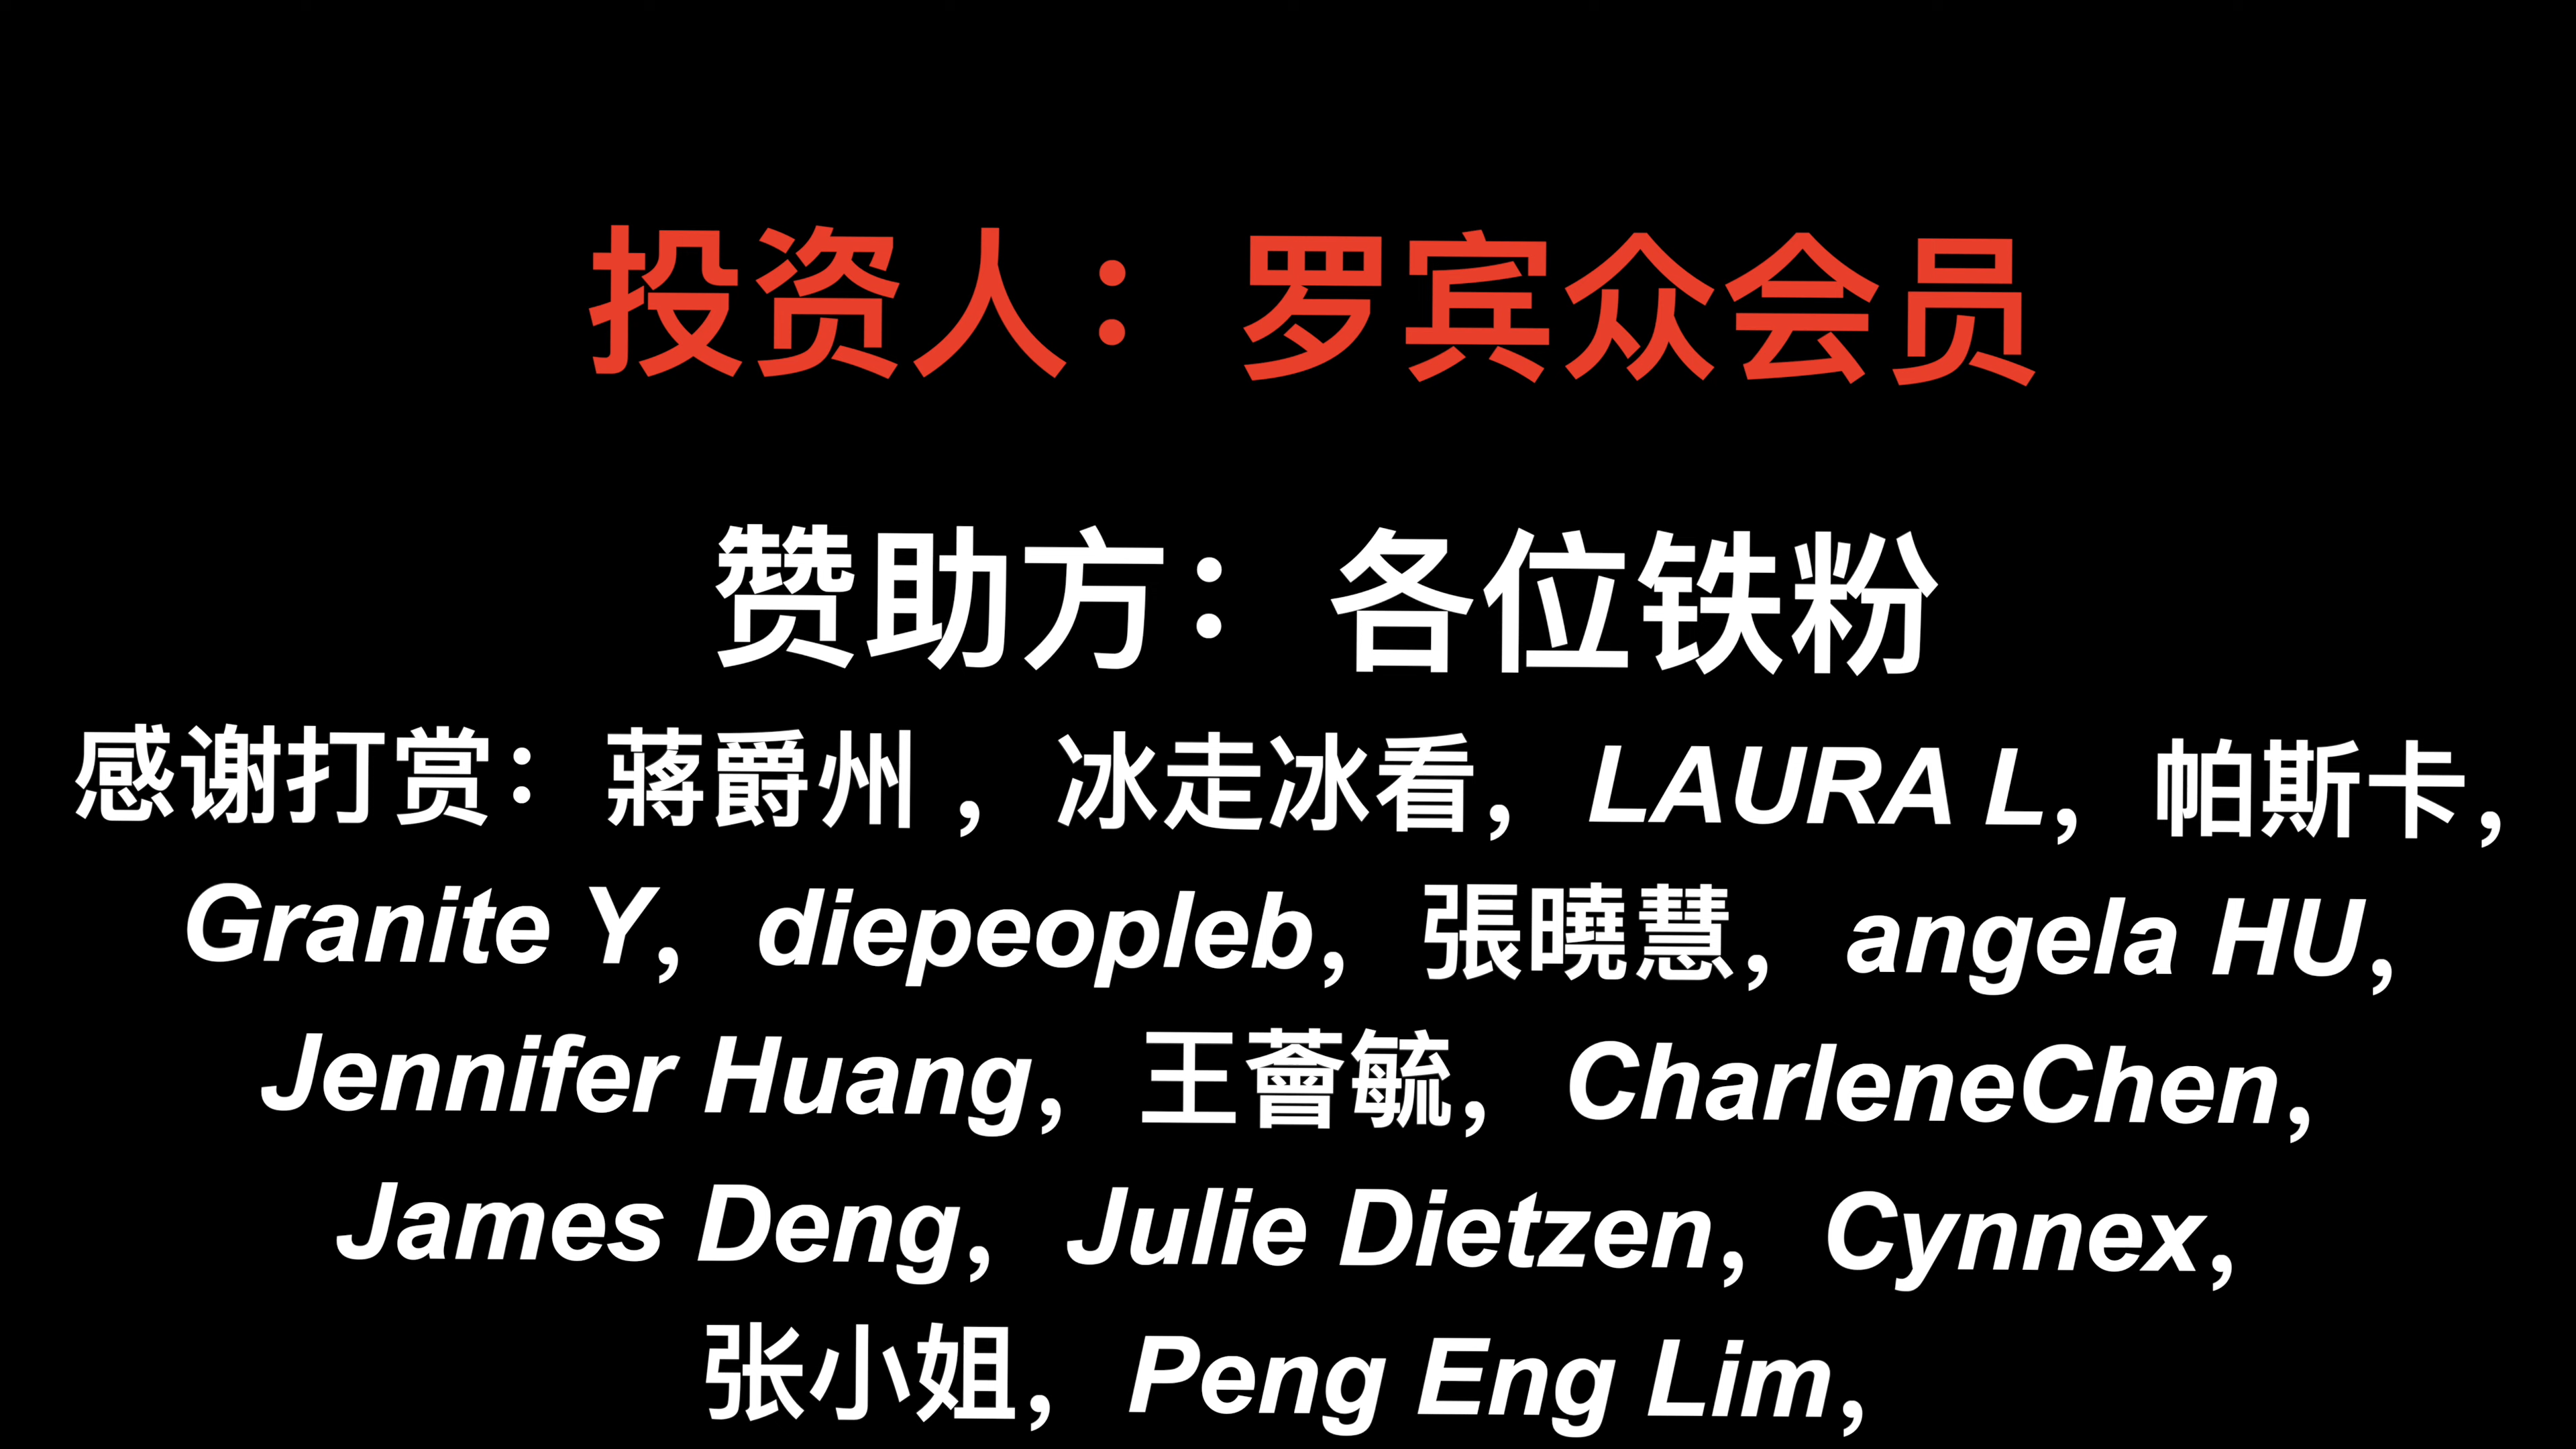 投资人：罗宾众会员
赞助方：各位铁粉
感谢打赏：蔣爵州 ，冰走冰看，LAURA L，帕斯卡，
Granite Y，diepeopleb，張曉慧，angela HU，
Jennifer Huang，王薈毓，CharleneChen，
James Deng，Julie Dietzen，Cynnex，
张小姐，Peng Eng Lim，